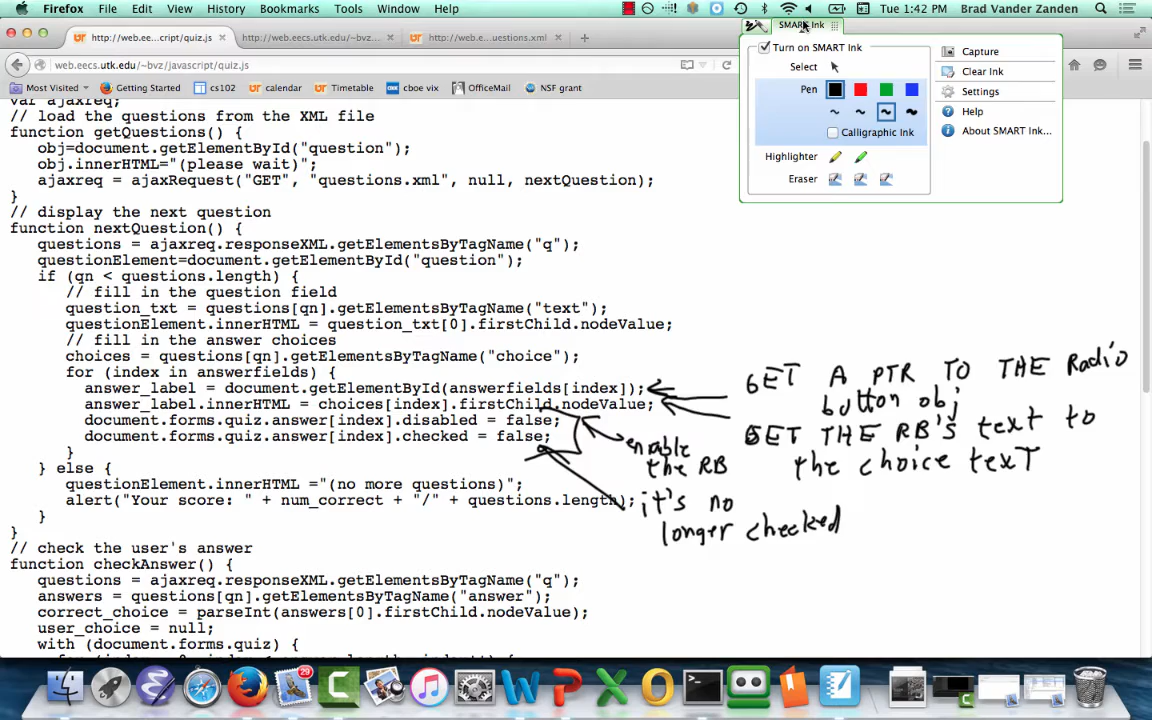 Firefox File Edit View History Bookmarks Tools Window Help Tue 1:42 PM Brad Vander Zanden
http://web.ee...cript/quiz.js http://web.eecs.utk.edu/~bvz/... http://web.ee...uestions.xml
web.eecs.utk.edu/~bvz/javascript/quiz.js
Most Visited Getting Started cs102 calendar Timetable cboe vix OfficeMail NSF grant
SMART Ink
Turn on SMART Ink
Select
Pen
Calligraphic Ink
Highlighter
Eraser
Capture
Clear Ink
Settings
Help
About SMART Ink...
var ajaxreq;
// load the questions from the XML file
function getQuestions() {
obj=document.getElementById("question");
obj.innerHTML="(please wait)";
ajaxreq = ajaxRequest("GET", "questions.xml", null, nextQuestion);
}
// display the next question
function nextQuestion() {
questions = ajaxreq.responseXML.getElementsByTagName("q");
questionElement=document.getElementById("question");
if (qn < questions.length) {
// fill in the question field
question_txt = questions[qn].getElementsByTagName("text");
questionElement.innerHTML = question_txt[0].firstChild.nodeValue;
// fill in the answer choices
choices = questions[qn].getElementsByTagName("choice");
for (index in answerfields) {
answer_label = document.getElementById(answerfields[index]);
answer_label.innerHTML = choices[index].firstChild.nodeValue;
document.forms.quiz.answer[index].disabled = false;
document.forms.quiz.answer[index].checked = false;
}
} else {
questionElement.innerHTML ="(no more questions)";
alert("Your score: " + num_correct + "/" + questions.length);
}
}
// check the user's answer
function checkAnswer() {
questions = ajaxreq.responseXML.getElementsByTagName("q");
answers = questions[qn].getElementsByTagName("answer");
correct_choice = parseInt(answers[0].firstChild.nodeValue);
user_choice = null;
with (document.forms.quiz) {
GET A PTR TO THE Radio
button obj
SET THE RB'S text to
the choice text
enable
the RB
it's no
longer checked
29